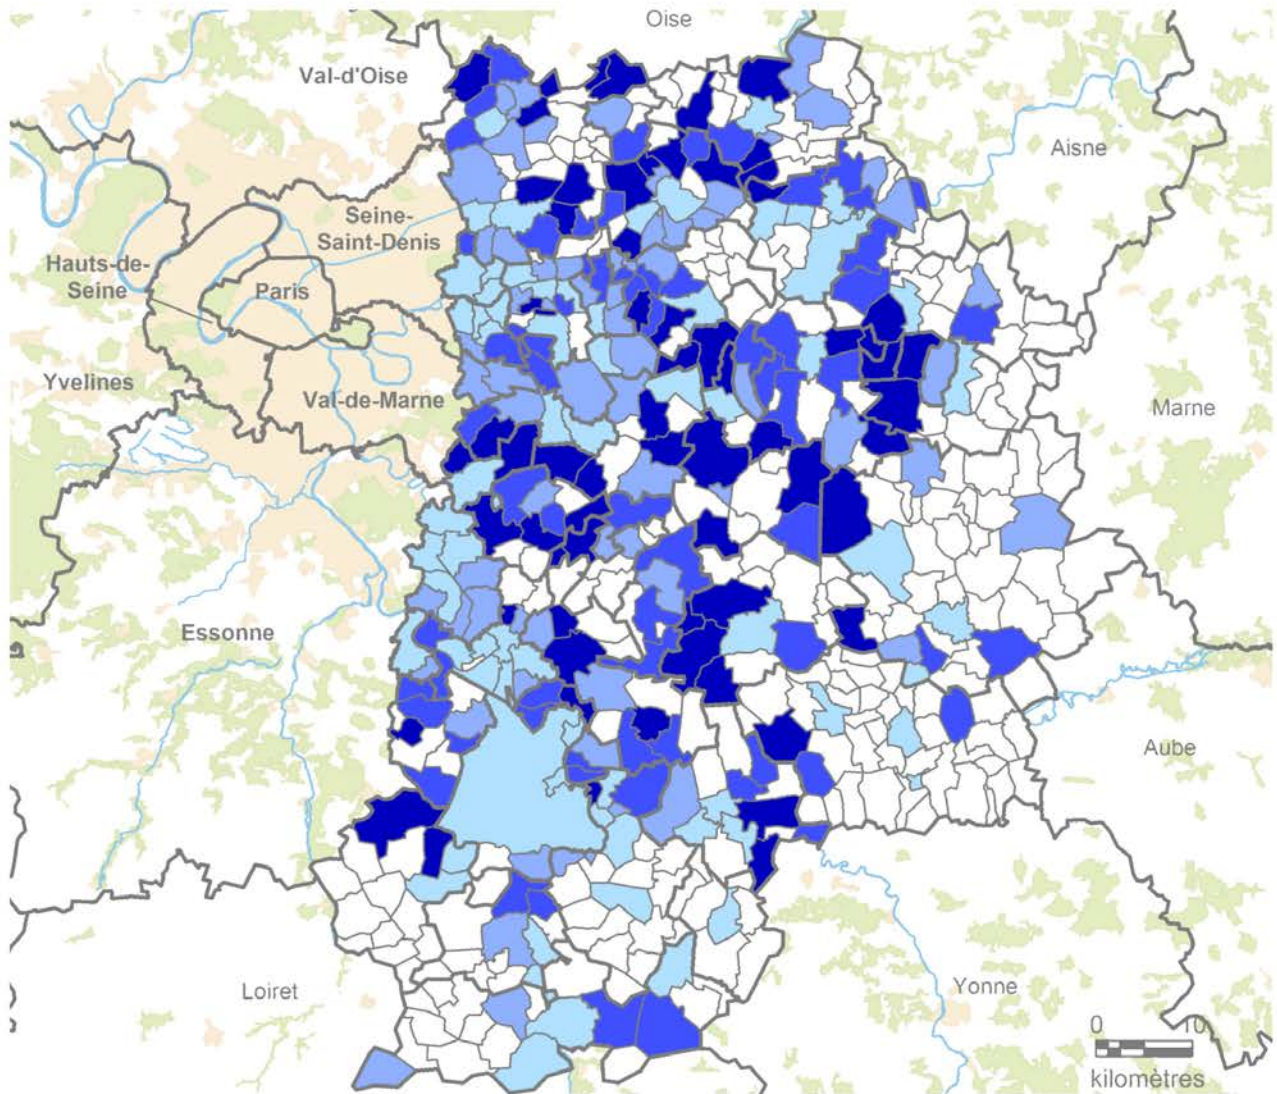 Oise
Val-d'Oise
Aisne
Seine-
Saint-Denis
Hauts-de-
Seine
Paris
Yvelines
Val-de-Marne
Marne
Essonne
Aube
Loiret
Yonne
0 10
kilomètres